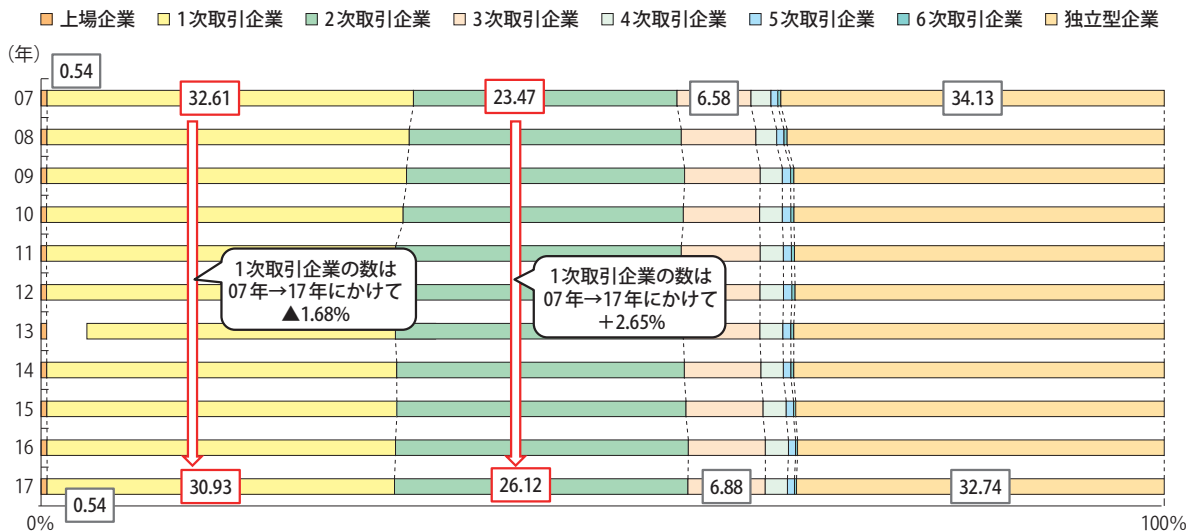 上場企業 1次取引企業 2次取引企業 3次取引企業 4次取引企業 5次取引企業 6次取引企業 独立型企業
(年)
0.54
07 32.61 23.47 6.58 34.13
08
09
10
11
1次取引企業の数は
07年→17年にかけて
▲1.68%
1次取引企業の数は
07年→17年にかけて
+2.65%
12
13
14
15
16
17 30.93 26.12 6.88 32.74
0.54
0% 100%